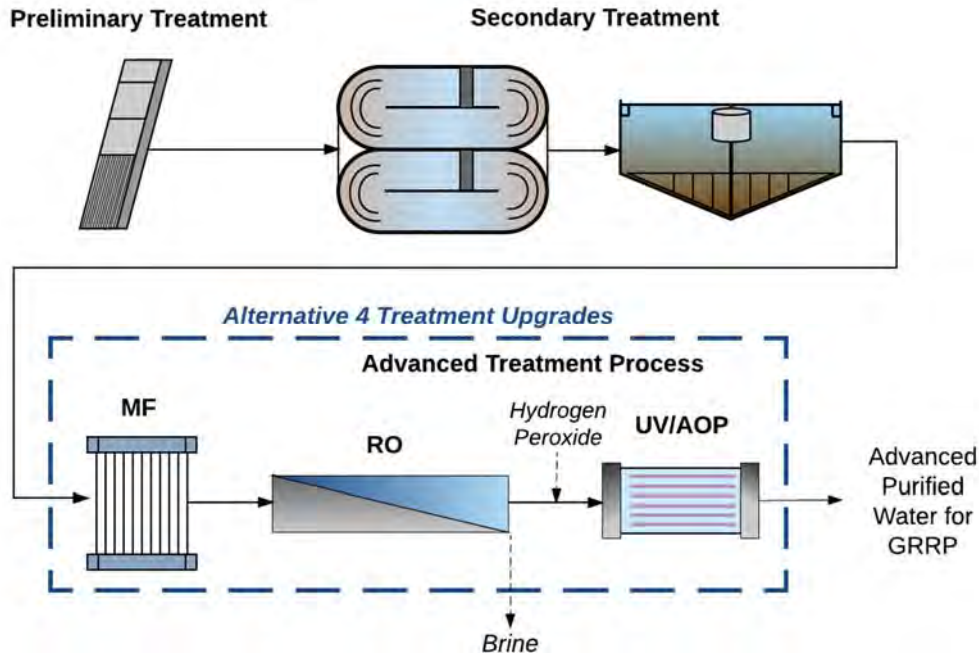 Preliminary Treatment
Secondary Treatment
Alternative 4 Treatment Upgrades
Advanced Treatment Process
MF
RO
Hydrogen
Peroxide
UV/AOP
Advanced
Purified
Water for
GRRP
Brine